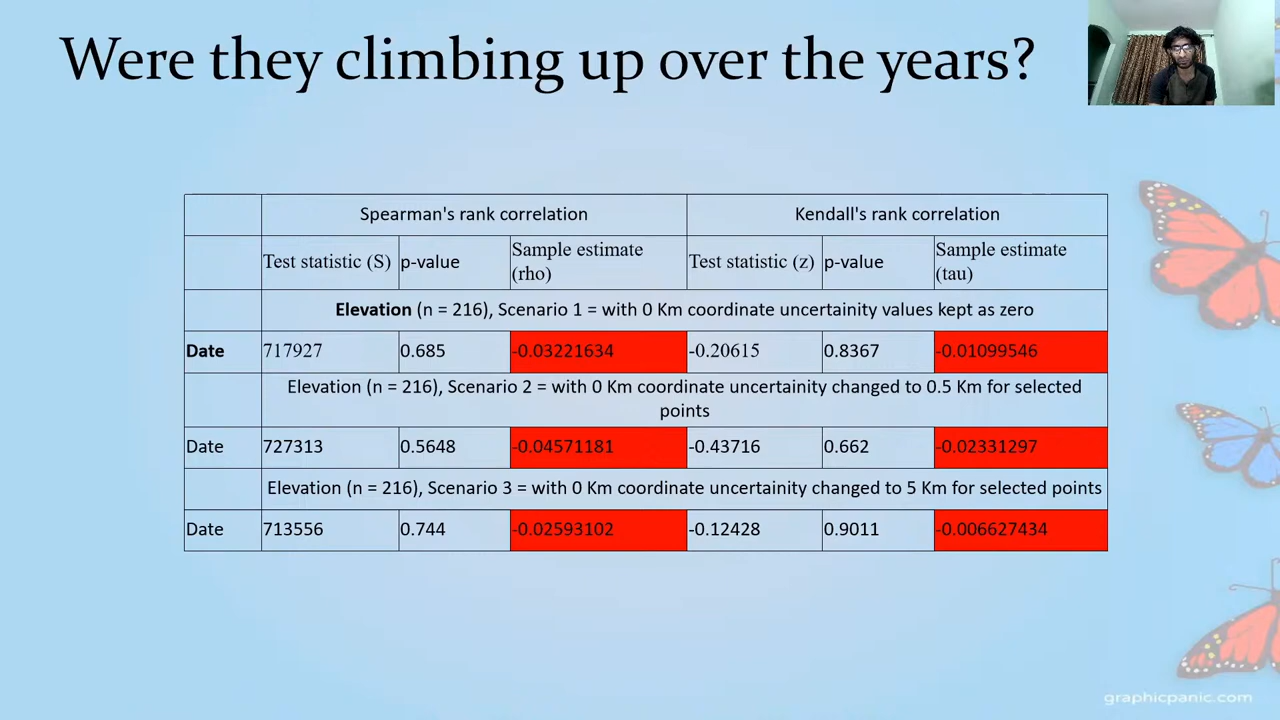 Were they climbing up over the years?
Spearman's rank correlation Kendall's rank correlation
Test statistic (S) p-value Sample estimate (rho) Test statistic (z) p-value Sample estimate (tau)
Elevation (n = 216), Scenario 1 = with 0 Km coordinate uncertainity values kept as zero
Date 717927 0.685 -0.03221634 -0.20615 0.8367 -0.01099546
Elevation (n = 216), Scenario 2 = with 0 Km coordinate uncertainity changed to 0.5 Km for selected
points
Date 727313 0.5648 -0.04571181 -0.43716 0.662 -0.02331297
Elevation (n = 216), Scenario 3 = with 0 Km coordinate uncertainity changed to 5 Km for selected points
Date 713556 0.744 -0.02593102 -0.12428 0.9011 -0.006627434
graphicpanic.com